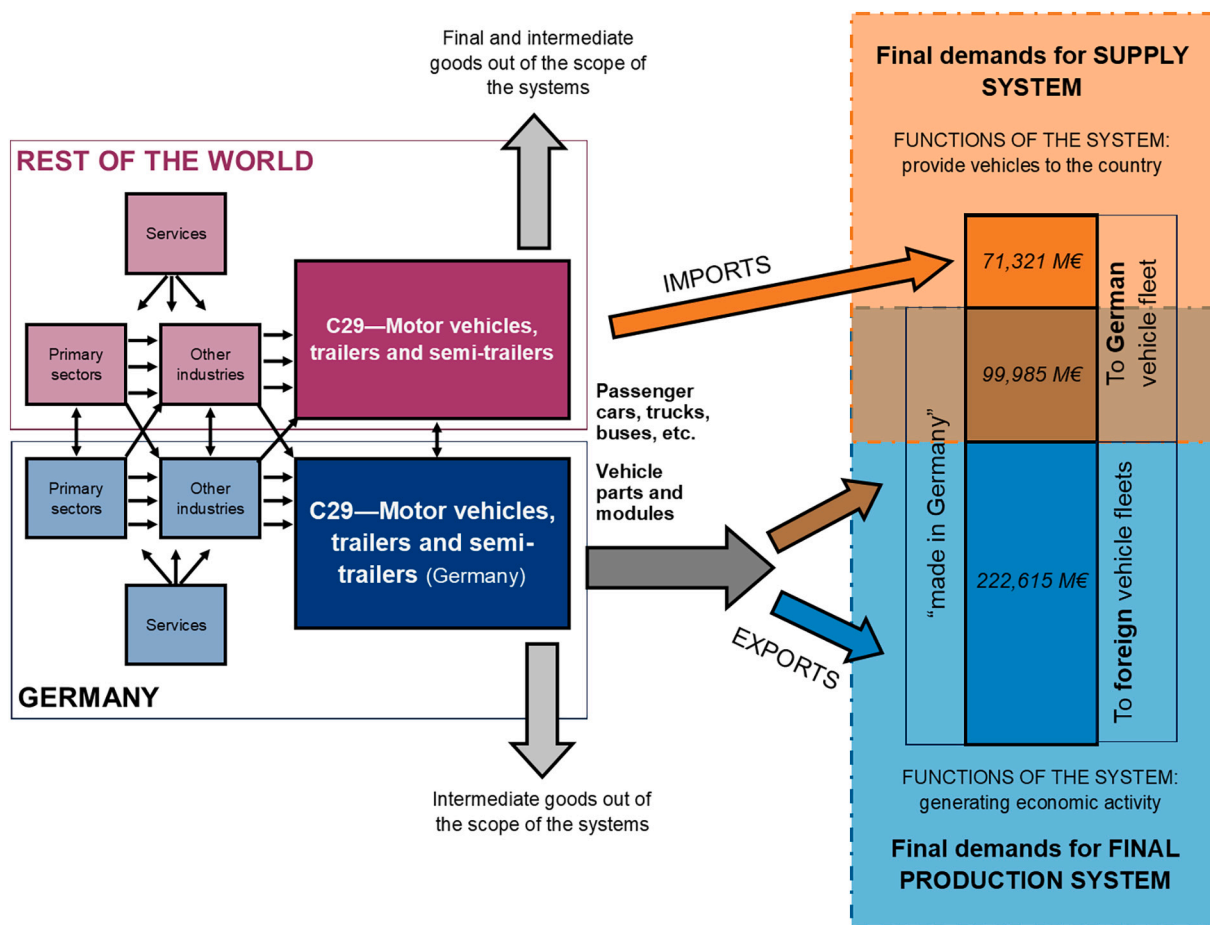 Final and intermediate
goods out of the scope of
the systems
REST OF THE WORLD
Services
Primary
sectors
Other
industries
C29—Motor vehicles,
trailers and semi-trailers
Primary
sectors
Other
industries
C29—Motor vehicles,
trailers and semi-
trailers (Germany)
Services
GERMANY
Intermediate goods out of
the scope of the systems
IMPORTS
Passenger
cars, trucks,
buses, etc.
Vehicle
parts and
modules
EXPORTS
Final demands for SUPPLY
SYSTEM
FUNCTIONS OF THE SYSTEM:
provide vehicles to the country
71,321 M€
99,985 M€
222,615 M€
To German
vehicle fleet
“made in Germany”
To foreign vehicle fleets
FUNCTIONS OF THE SYSTEM:
generating economic activity
Final demands for FINAL
PRODUCTION SYSTEM